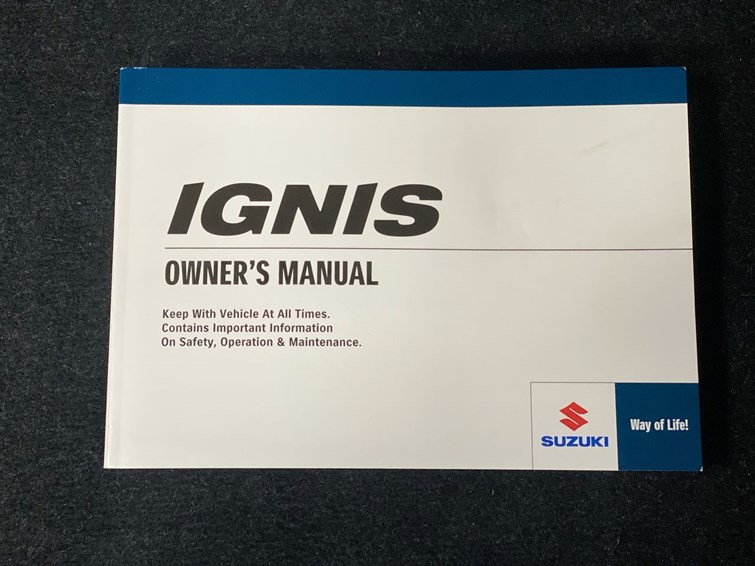 IGNIS
OWNER'S MANUAL
Keep With Vehicle At All Times.
Contains Important Information
On Safety, Operation & Maintenance.
SUZUKI
Way of Life!